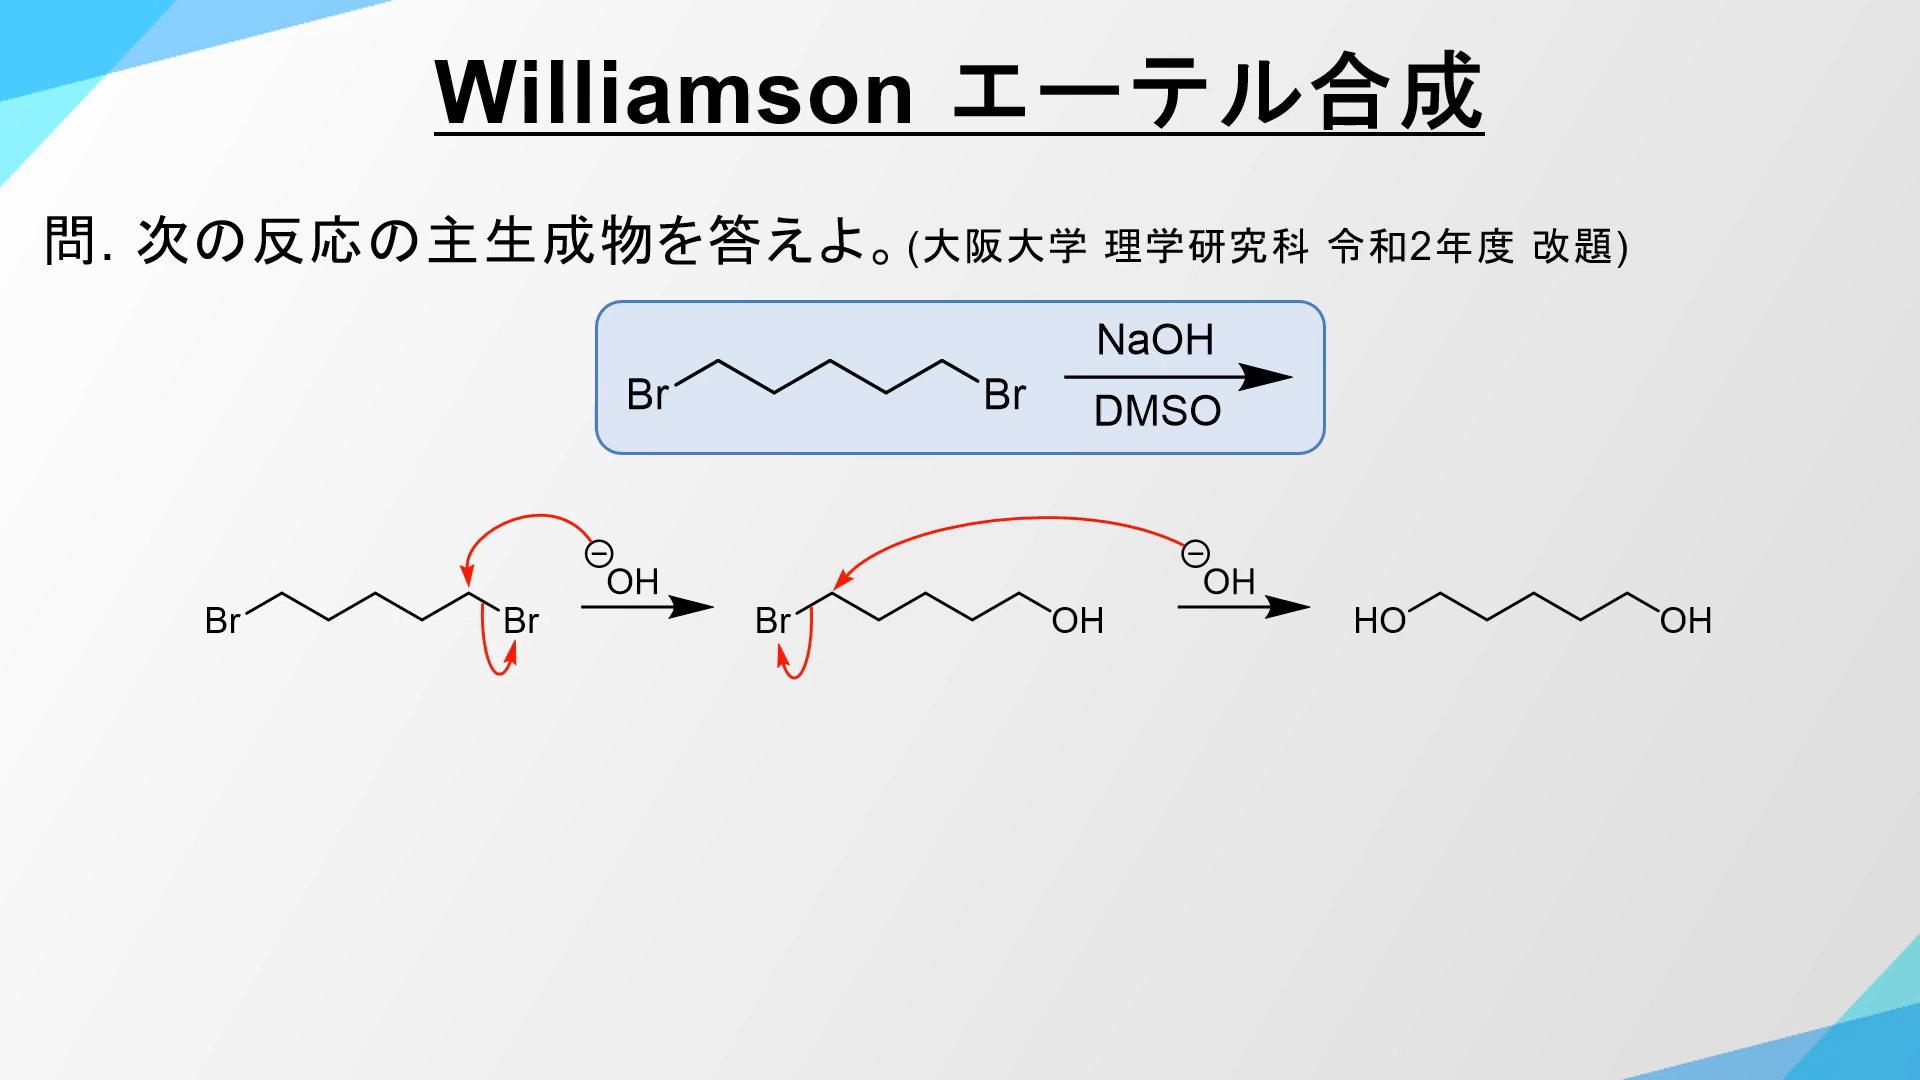 Williamson エーテル合成
問. 次の反応の主生成物を答えよ。(大阪大学 理学研究科 令和2年度 改題)
Br Br NaOH
DMSO
Br Br ⊖OH Br OH ⊖OH HO OH